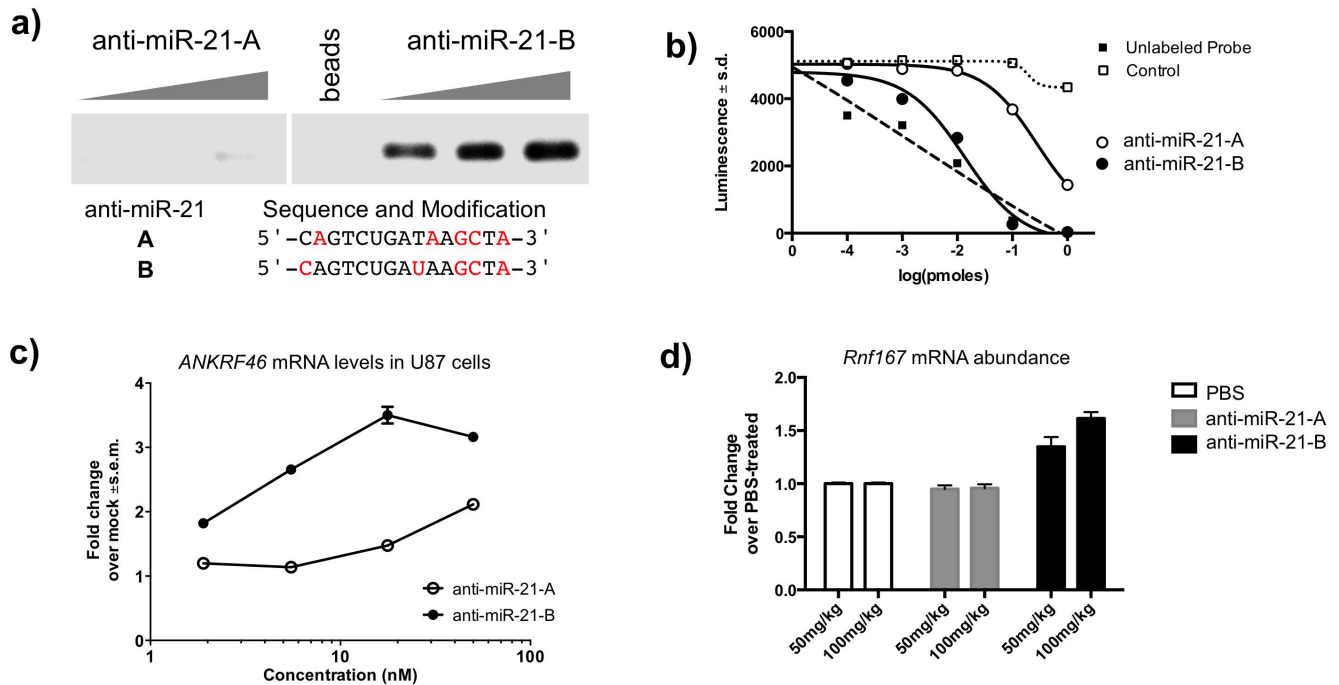 a)
anti-miR-21-A
beads
anti-miR-21-B
anti-miR-21
Sequence and Modification
A
5'-CAGTCUGATAAGCTA-3'
B
5'-CAGTCUGAUAAGCTA-3'
b)
Luminescence ± s.d.
6000
4000
2000
0
0
-4
-3
-2
-1
0
log(pmoles)
Unlabeled Probe
Control
anti-miR-21-A
anti-miR-21-B
c)
ANKRF46 mRNA levels in U87 cells
Fold change
over mock ±s.e.m.
4
3
2
1
0
1
10
100
Concentration (nM)
anti-miR-21-A
anti-miR-21-B
d)
Rnf167 mRNA abundance
Fold Change
over PBS-treated
2.0
1.5
1.0
0.5
0.0
50mg/kg
100mg/kg
50mg/kg
100mg/kg
50mg/kg
100mg/kg
PBS
anti-miR-21-A
anti-miR-21-B